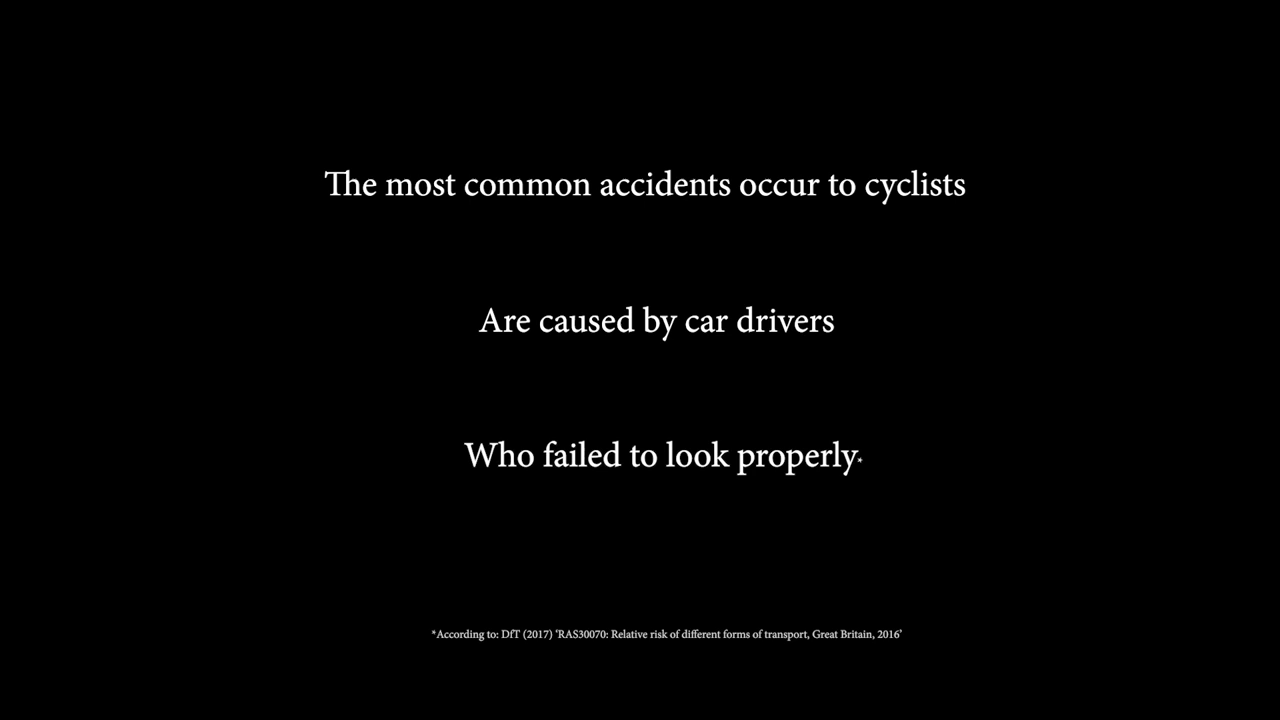 The most common accidents occur to cyclists
Are caused by car drivers
Who failed to look properly*
*According to: DfT (2017) 'RAS30070: Relative risk of different forms of transport, Great Britain, 2016'